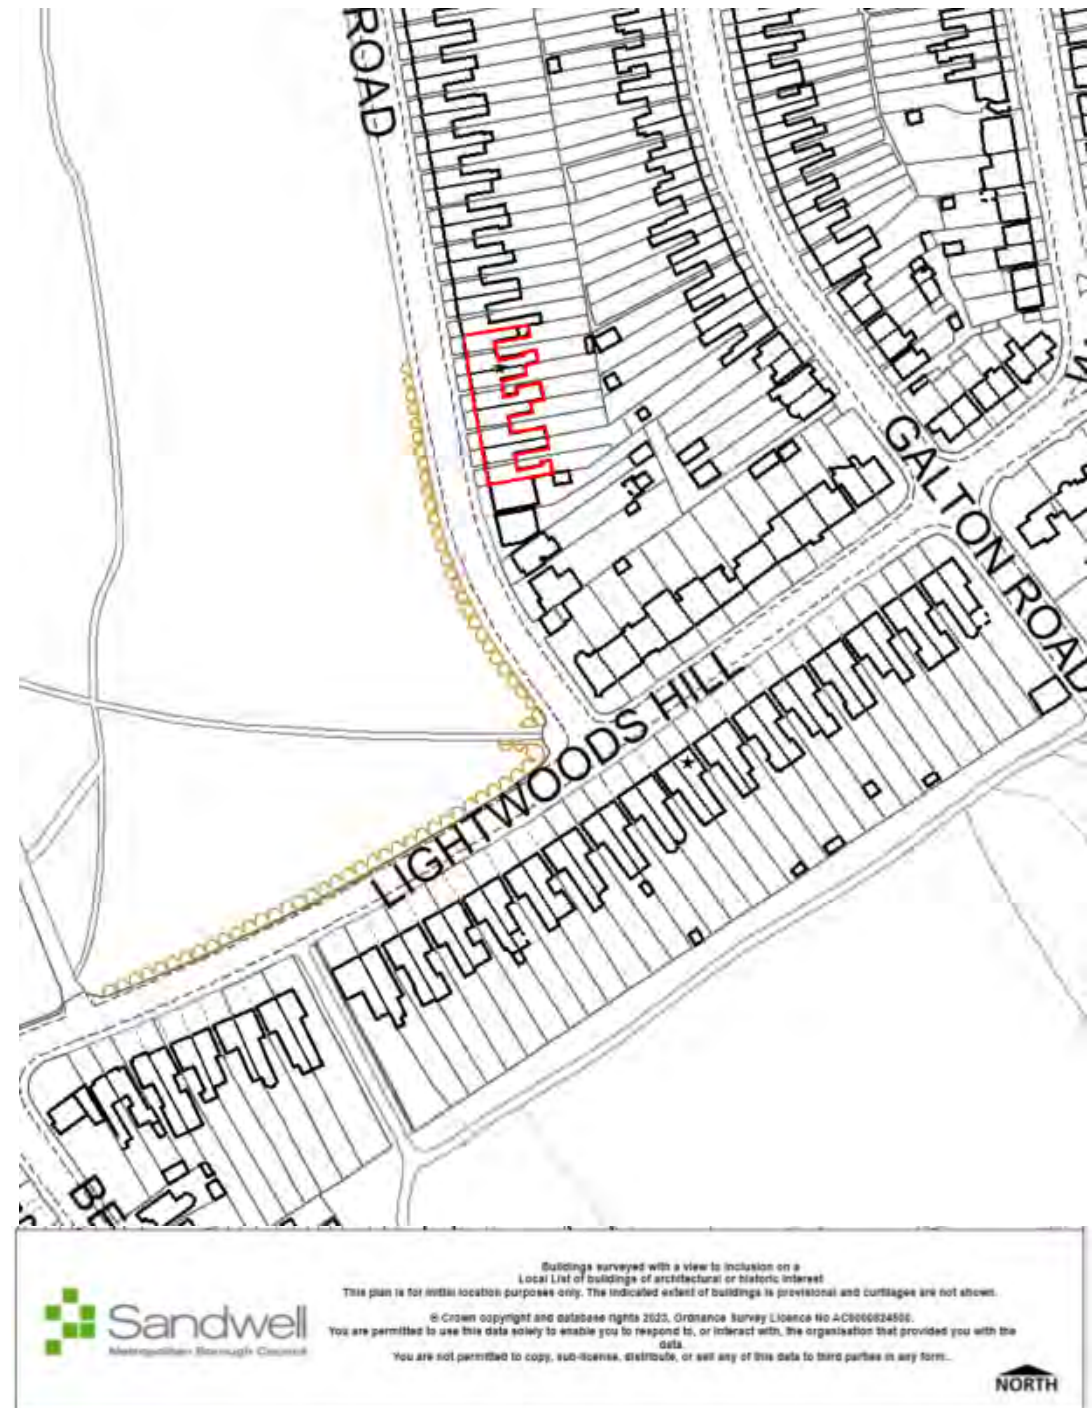 ROAD
GALTON ROAD
LIGHTWOODS HILL
BE
Sandwell
Metropolitan Borough Council
Buildings surveyed with a view to inclusion on a
Local List of buildings of architectural or historic interest
This plan is for initial location purposes only. The indicated extent of buildings is provisional and curtilages are not shown.
© Crown copyright and database rights 2023, Ordnance Survey Licence No
You are permitted to use this data solely to enable you to respond to, or interact with, the organisation that provided you with the
data
You are not permitted to copy, sub-license, distribute, or sell any of this data to third parties in any form..
NORTH